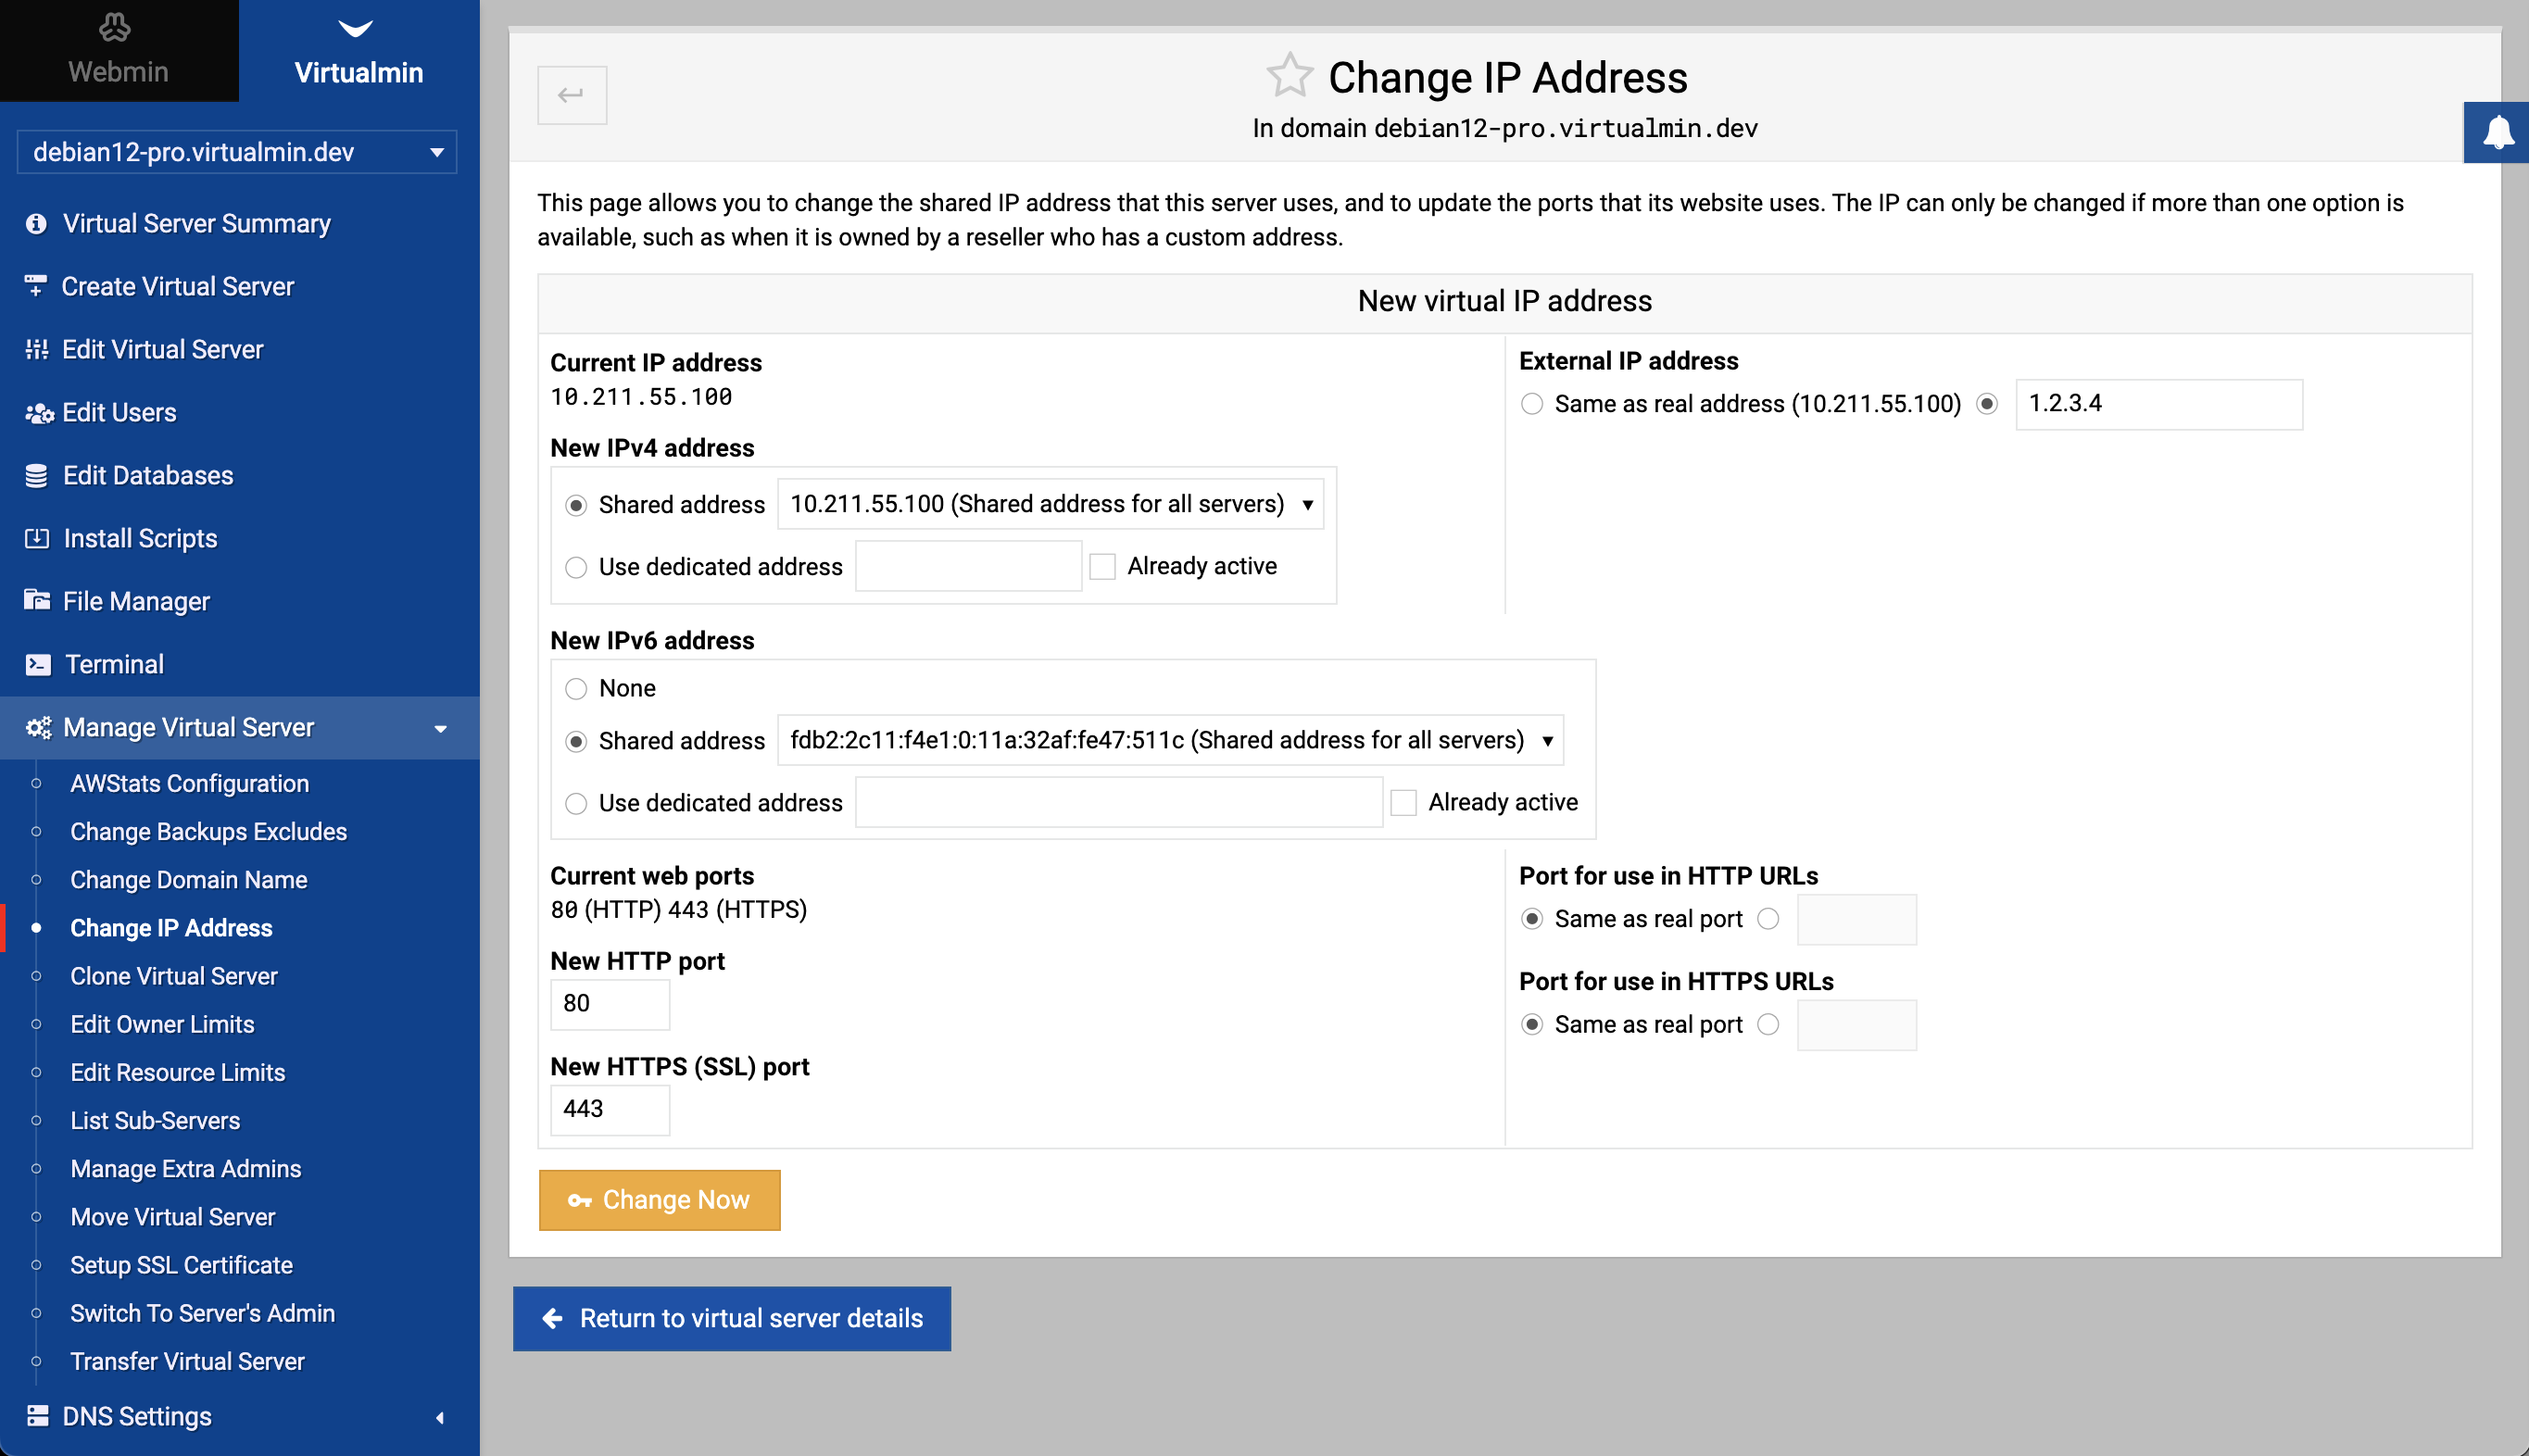 Webmin
Virtualmin
debian12-pro.virtualmin.dev
Virtual Server Summary
Create Virtual Server
Edit Virtual Server
Edit Users
Edit Databases
Install Scripts
File Manager
Terminal
Manage Virtual Server
AWStats Configuration
Change Backups Excludes
Change Domain Name
Change IP Address
Clone Virtual Server
Edit Owner Limits
Edit Resource Limits
List Sub-Servers
Manage Extra Admins
Move Virtual Server
Setup SSL Certificate
Switch To Server's Admin
Transfer Virtual Server
DNS Settings
Change IP Address
In domain debian12-pro.virtualmin.dev
This page allows you to change the shared IP address that this server uses, and to update the ports that its website uses. The IP can only be changed if more than one option is
available, such as when it is owned by a reseller who has a custom address.
New virtual IP address
Current IP address
10.211.55.100
External IP address
Same as real address (10.211.55.100) 1.2.3.4
New IPv4 address
Shared address 10.211.55.100 (Shared address for all servers)
Use dedicated address Already active
New IPv6 address
None
Shared address fdb2:2c11:f4e1:0:11a:32af:fe47:511c (Shared address for all servers)
Use dedicated address Already active
Current web ports
80 (HTTP) 443 (HTTPS)
Port for use in HTTP URLs
Same as real port
New HTTP port
80
Port for use in HTTPS URLs
Same as real port
New HTTPS (SSL) port
443
Change Now
Return to virtual server details